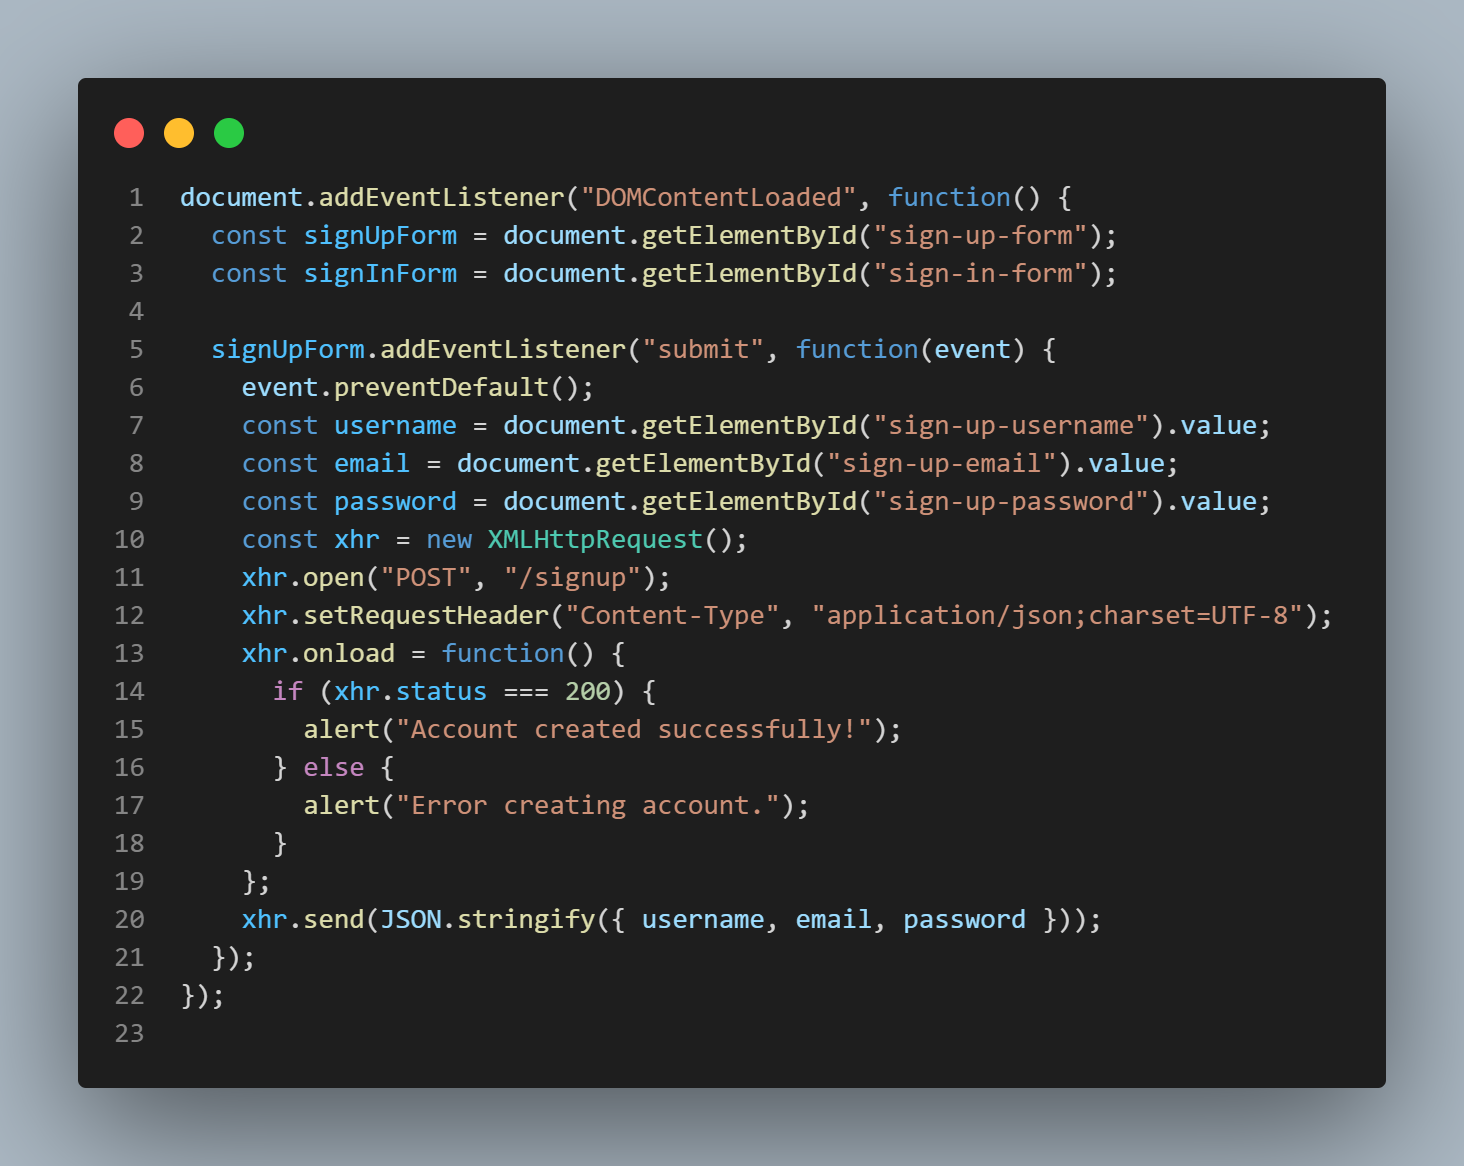 1 document.addEventListener("DOMContentLoaded", function() {
2   const signUpForm = document.getElementById("sign-up-form");
3   const signInForm = document.getElementById("sign-in-form");
4
5   signUpForm.addEventListener("submit", function(event) {
6     event.preventDefault();
7     const username = document.getElementById("sign-up-username").value;
8     const email = document.getElementById("sign-up-email").value;
9     const password = document.getElementById("sign-up-password").value;
10     const xhr = new XMLHttpRequest();
11     xhr.open("POST", "/signup");
12     xhr.setRequestHeader("Content-Type", "application/json;charset=UTF-8");
13     xhr.onload = function() {
14       if (xhr.status === 200) {
15         alert("Account created successfully!");
16       } else {
17         alert("Error creating account.");
18       }
19     };
20     xhr.send(JSON.stringify({ username, email, password }));
21   });
22 });
23